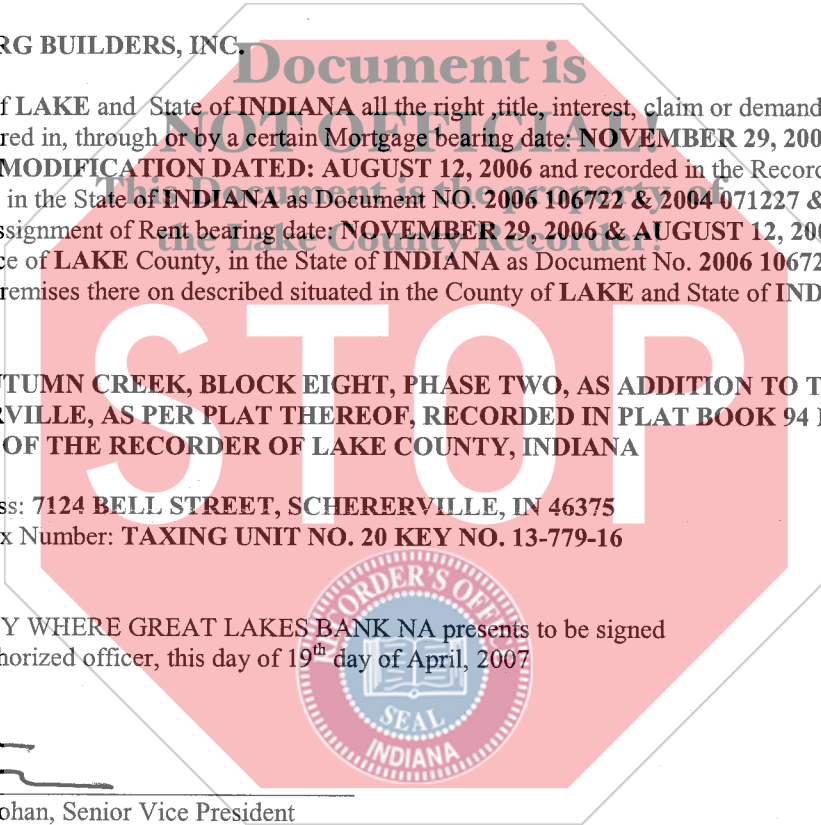 RG BUILDERS, INC.
Document is
f LAKE and State of INDIANA all the right ,title, interest, claim or demand
NOT OFFICIAL!
red in, through or by a certain Mortgage bearing date: NOVEMBER 29, 200
MODIFICATION DATED: AUGUST 12, 2006 and recorded in the Record
This Document is the property of
in the State of INDIANA as Document NO. 2006 106722 & 2004 071227 &
ssignment of Rent bearing date: NOVEMBER 29, 2006 & AUGUST 12, 200
the Lake County Recorder!
ce of LAKE County, in the State of INDIANA as Document No. 2006 10672
remises there on described situated in the County of LAKE and State of IND
STOP
TUMN CREEK, BLOCK EIGHT, PHASE TWO, AS ADDITION TO T
RVILLE, AS PER PLAT THEREOF, RECORDED IN PLAT BOOK 94
OF THE RECORDER OF LAKE COUNTY, INDIANA
ss: 7124 BELL STREET, SCHERERVILLE, IN 46375
x Number: TAXING UNIT NO. 20 KEY NO. 13-779-16
RECORDER'S OFFICE
Y WHERE GREAT LAKES BANK NA presents to be signed
horized officer, this day of 19th day of April, 2007
SEAL
INDIANA
ohan, Senior Vice President